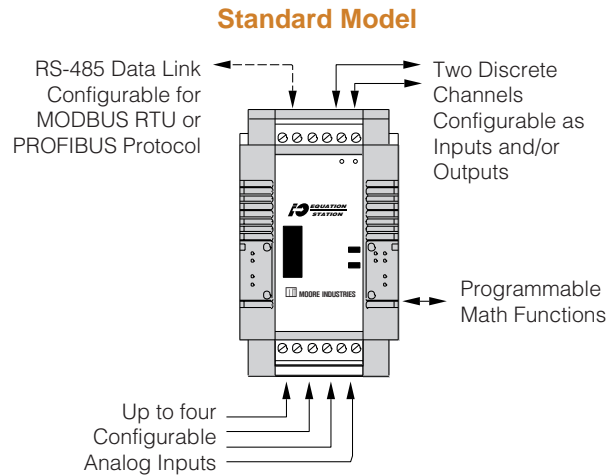 Standard Model
RS-485 Data Link
Configurable for
MODBUS RTU or
PROFIBUS Protocol
Two Discrete
Channels
Configurable as
Inputs and/or
Outputs
EQUATION
STATION
MOORE INDUSTRIES
Programmable
Math Functions
Up to four
Configurable
Analog Inputs